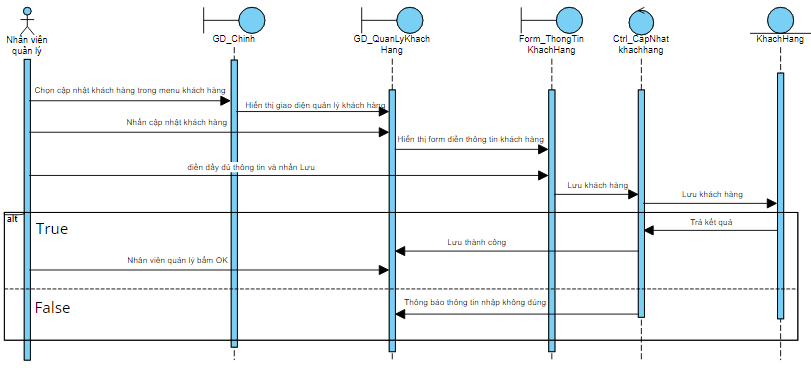 Nhân viên
quản lý
GD_Chinh
GD_QuanLyKhach
Hang
Form_ThongTin
KhachHang
Ctrl_CapNhat
khachhang
KhachHang
Chọn cập nhật khách hàng trong menu khách hàng
Hiển thị giao diện quản lý khách hàng
Nhấn cập nhật khách hàng
Hiển thị form điền thông tin khách hàng
điền đầy đủ thông tin và nhấn Lưu
Lưu khách hàng
Lưu khách hàng
alt
True
Trả kết quả
Lưu thành công
Nhân viên quản lý bấm OK
False
Thông báo thông tin nhập không đúng